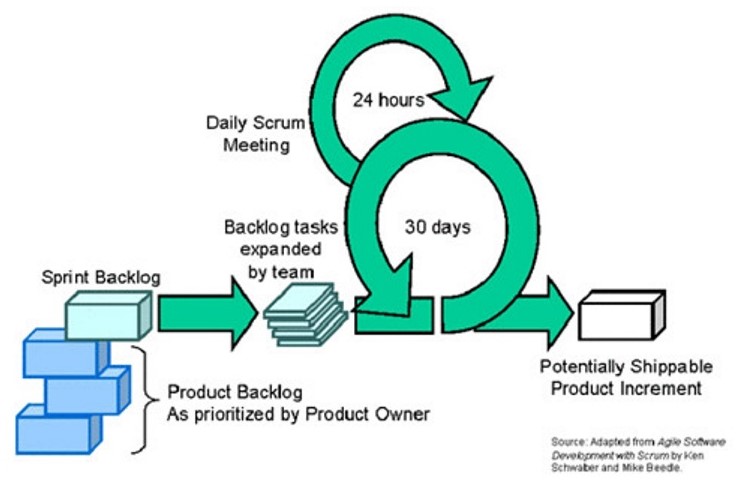 24 hours
Daily Scrum
Meeting
Backlog tasks
expanded
by team
30 days
Sprint Backlog
Potentially Shippable
Product Increment
Product Backlog
As prioritized by Product Owner
Source: Adapted from Agile Software
Development with Scrum by Ken
Schwaber and Mike Beedle.